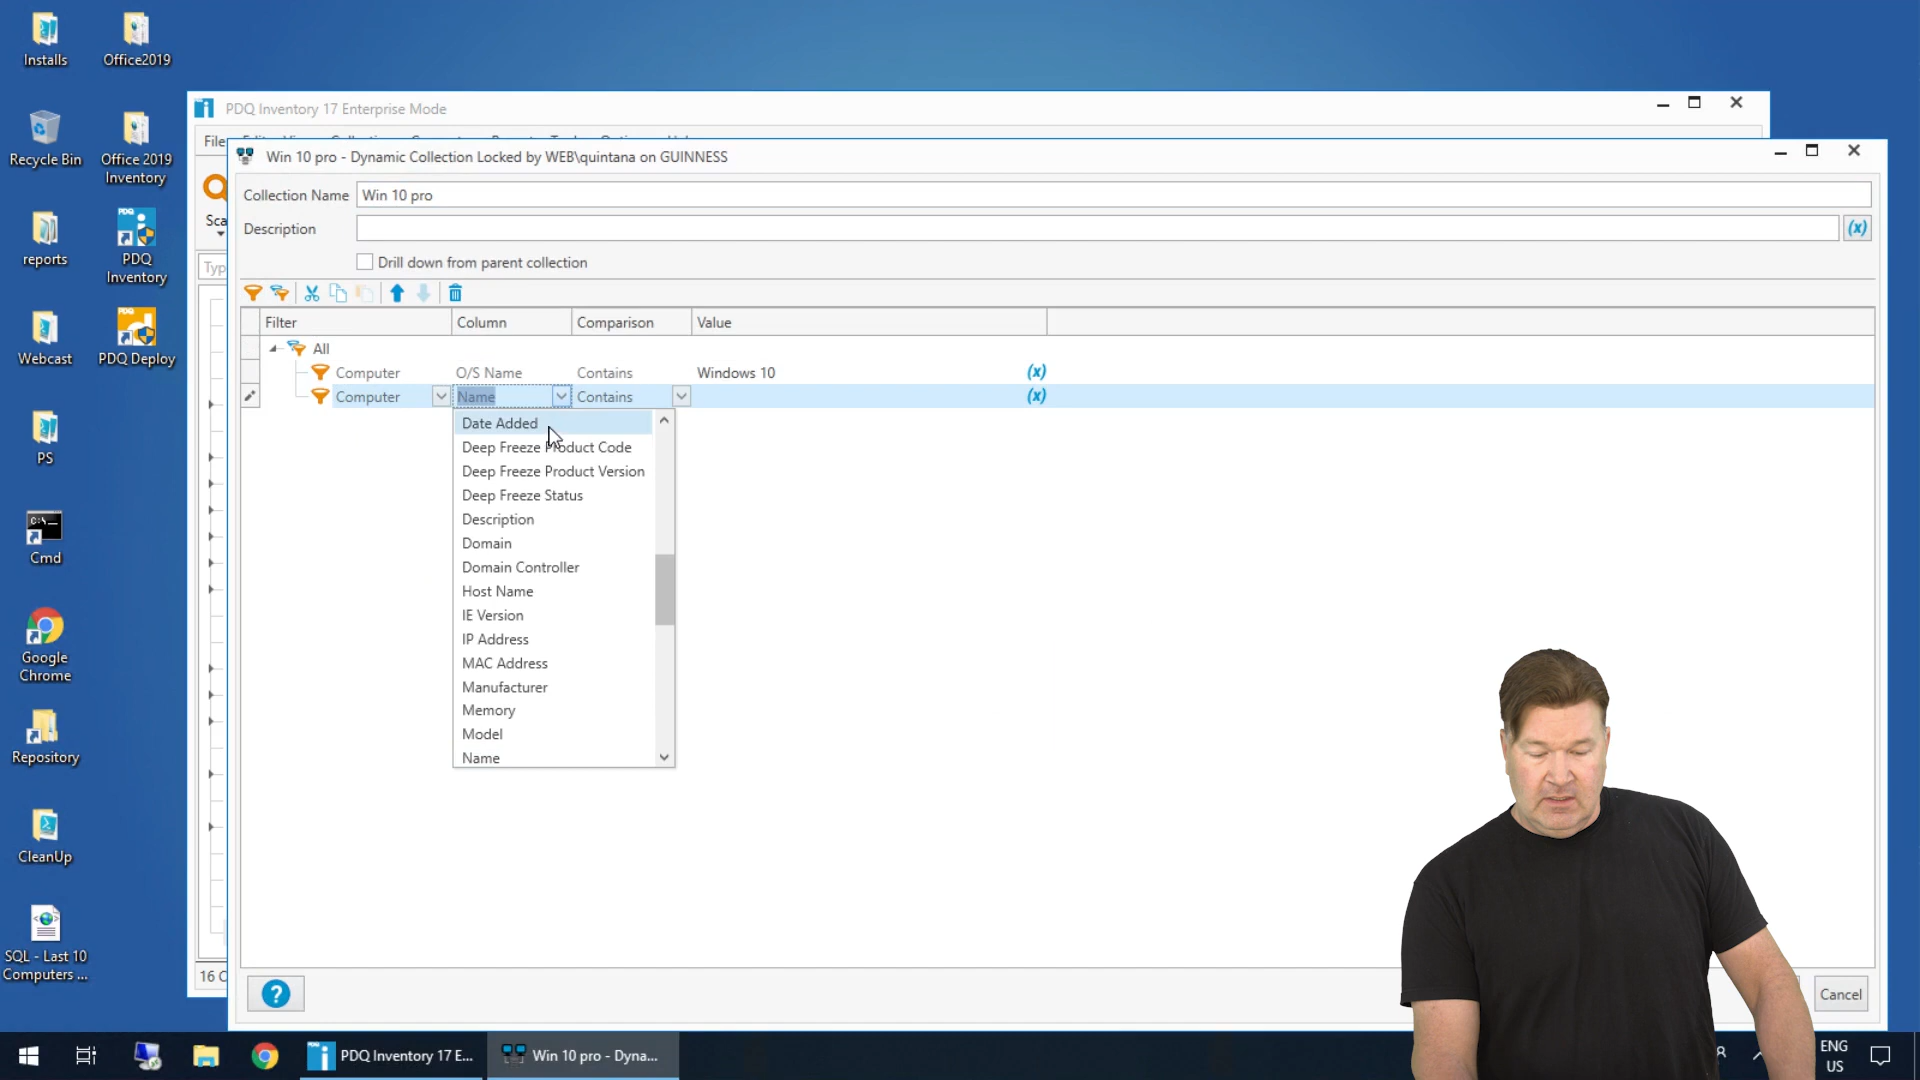 Installs
Office2019
Recycle Bin
Office 2019
Inventory
reports
PDQ
Inventory
Webcast
PDQ Deploy
PS
Cmd
Google
Chrome
Repository
CleanUp
SQL - Last 10
Computers ...
PDQ Inventory 17 Enterprise Mode
File
Win 10 pro - Dynamic Collection Locked by WEB\quintana on GUINNESS
Collection Name
Win 10 pro
Description
(x)
Drill down from parent collection
Filter
Column
Comparison
Value
All
Computer
O/S Name
Contains
Windows 10
(x)
Computer
Name
Contains
(x)
Date Added
Deep Freeze Product Code
Deep Freeze Product Version
Deep Freeze Status
Description
Domain
Domain Controller
Host Name
IE Version
IP Address
MAC Address
Manufacturer
Memory
Model
Name
?
Cancel
PDQ Inventory 17 E...
Win 10 pro - Dyna...
ENG
US